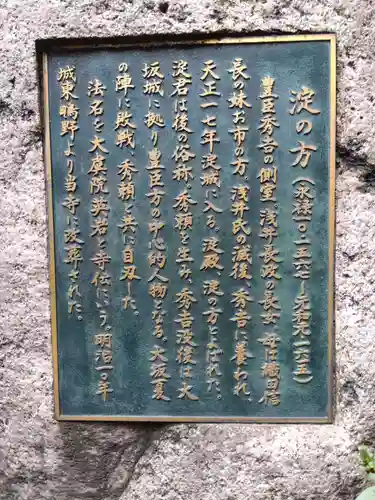 淀の方（永禄一〇 一五六七～元和元 一六一五）
豊臣秀吉の側室。浅井長政の長女、母は織田信
長の妹お市の方。浅井氏の滅後、秀吉に養われ、
天正一七年淀城に入る。淀殿、淀の方とよばれた。
淀君は後の俗称。秀頼を生み、秀吉没後は大
坂城に拠り豊臣方の中心的人物となる。大坂夏
の陣に敗戦、秀頼と共に自刃した。
法名を大虞院英岩と寺伝にいう。明治一〇年
城東鴫野より当寺に改葬された。